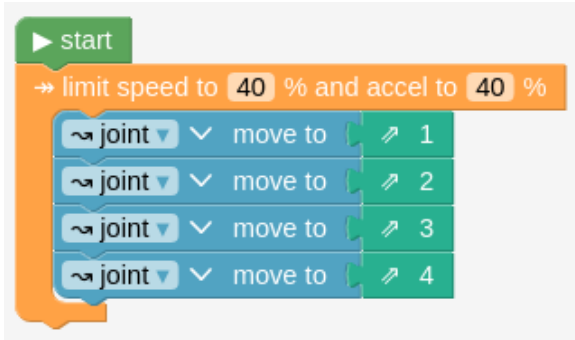 start
limit speed to 40 % and accel to 40 %
joint move to 1
joint move to 2
joint move to 3
joint move to 4